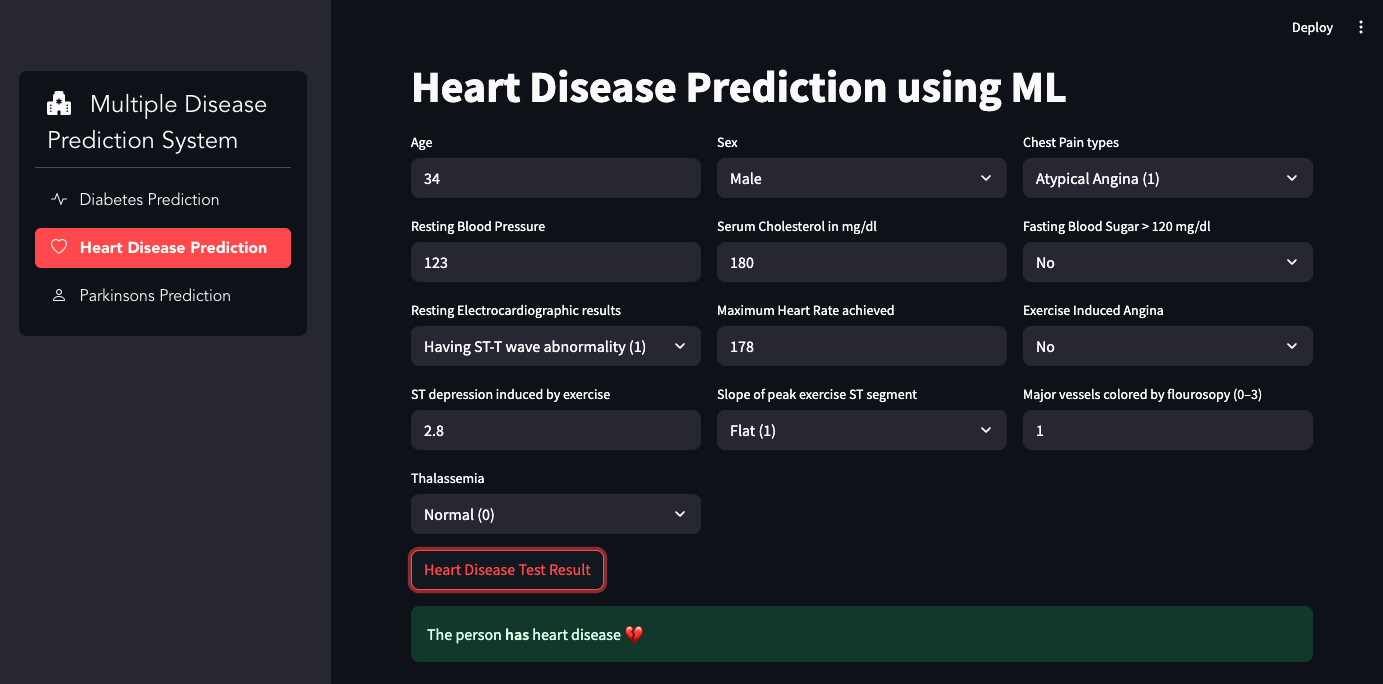 Deploy
Multiple Disease
Prediction System
Diabetes Prediction
Heart Disease Prediction
Parkinsons Prediction
Heart Disease Prediction using ML
Age
Sex
Chest Pain types
34
Male
Atypical Angina (1)
Resting Blood Pressure
Serum Cholesterol in mg/dl
Fasting Blood Sugar > 120 mg/dl
123
180
No
Resting Electrocardiographic results
Maximum Heart Rate achieved
Exercise Induced Angina
Having ST-T wave abnormality (1)
178
No
ST depression induced by exercise
Slope of peak exercise ST segment
Major vessels colored by flourosopy (0–3)
2.8
Flat (1)
1
Thalassemia
Normal (0)
Heart Disease Test Result
The person has heart disease 💔